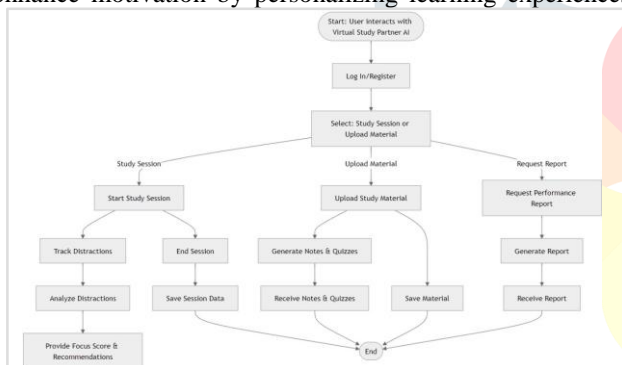 enhance motivation by personalizing learning experiences
Start: User Interacts with
Virtual Study Partner AI
Log In/Register
Select: Study Session or
Upload Material
Study Session
Upload Material
Request Report
Start Study Session
Upload Study Material
Request Performance
Report
Track Distractions
End Session
Generate Notes & Quizzes
Generate Report
Analyze Distractions
Save Session Data
Receive Notes & Quizzes
Save Material
Receive Report
Provide Focus Score &
Recommendations
End